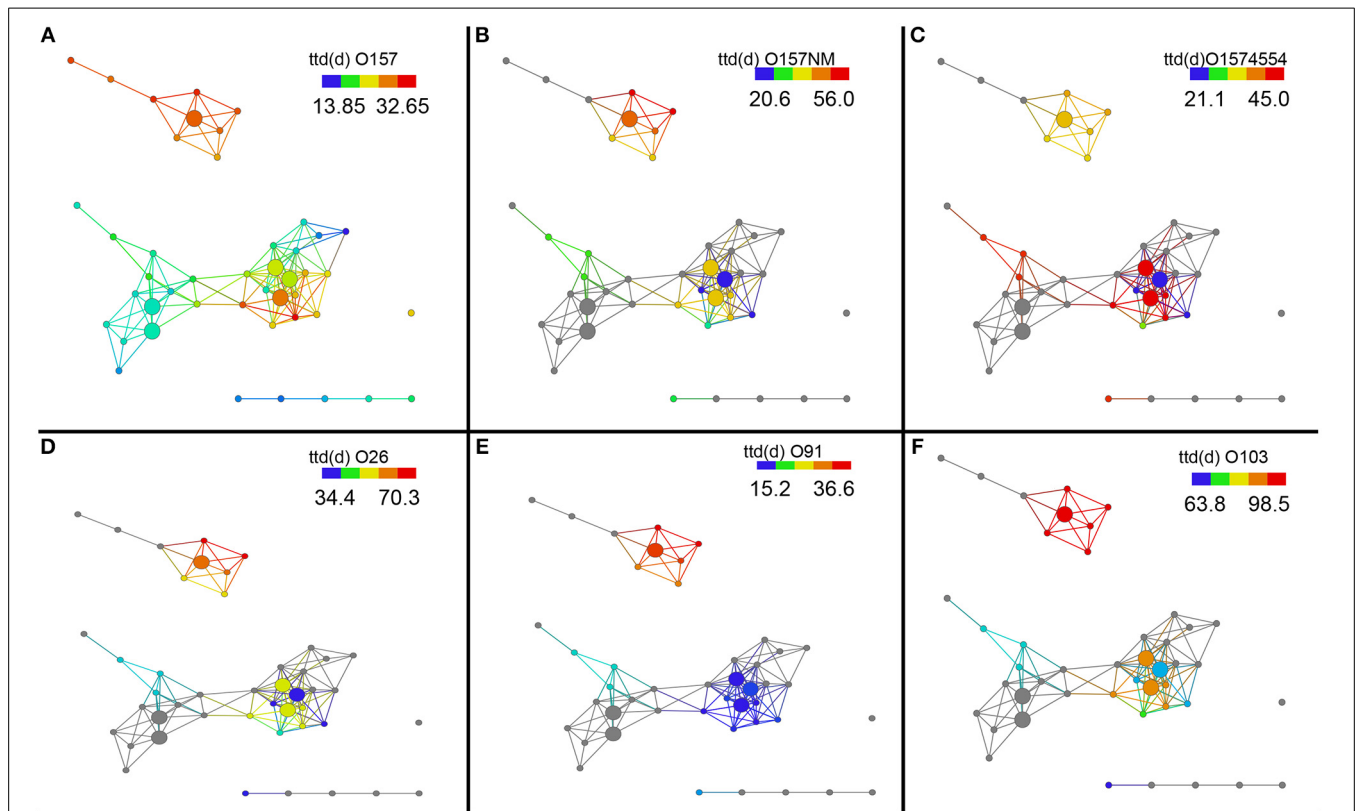 A
ttd(d) O157
13.85 32.65
B
ttd(d) O157NM
20.6 56.0
C
ttd(d)O1574554
21.1 45.0
D
ttd(d) O26
34.4 70.3
E
ttd(d) O91
15.2 36.6
F
ttd(d) O103
63.8 98.5